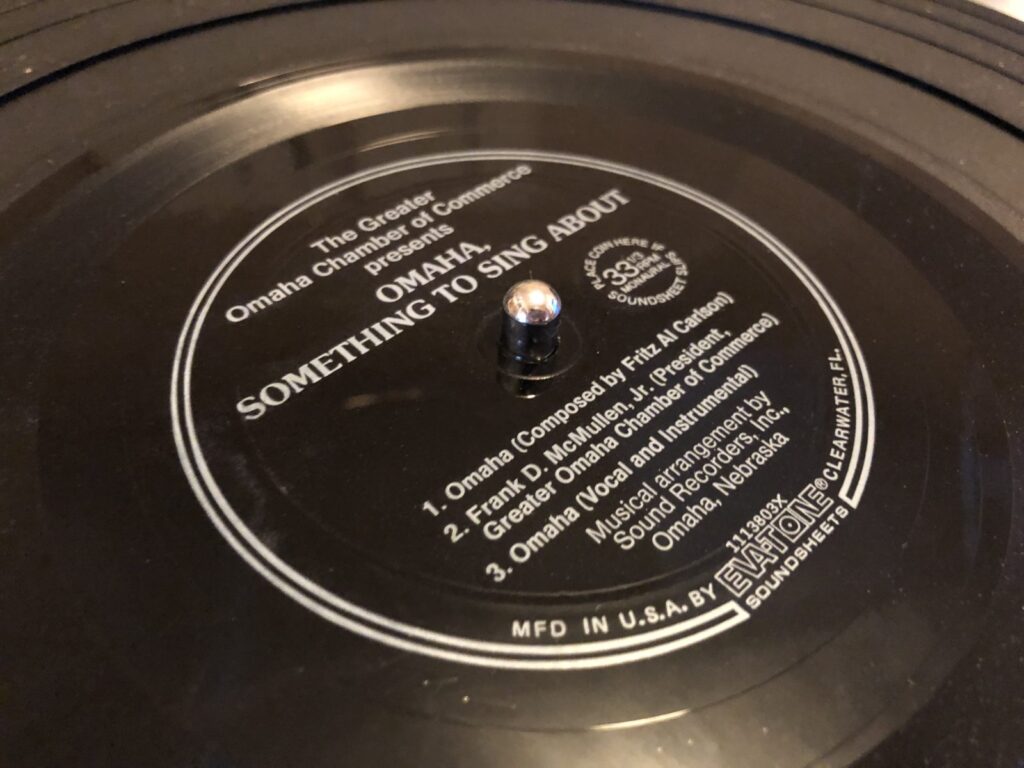 The Greater
Omaha Chamber of Commerce
presents
OMAHA,
SOMETHING TO SING ABOUT
PLACE COIN HERE IF
SOUNDSHEET SLIPS
33 1/3
RPM
MONAURAL
1. Omaha (Composed by Fritz Al Carlson)
2. Frank D. McMullen, Jr. (President,
Greater Omaha Chamber of Commerce)
3. Omaha (Vocal and Instrumental)
Musical arrangement by
Sound Recorders, Inc.,
Omaha, Nebraska
1113803X
MFD IN U.S.A. BY EVA-TONE® CLEARWATER, FL.
SOUNDSHEETS